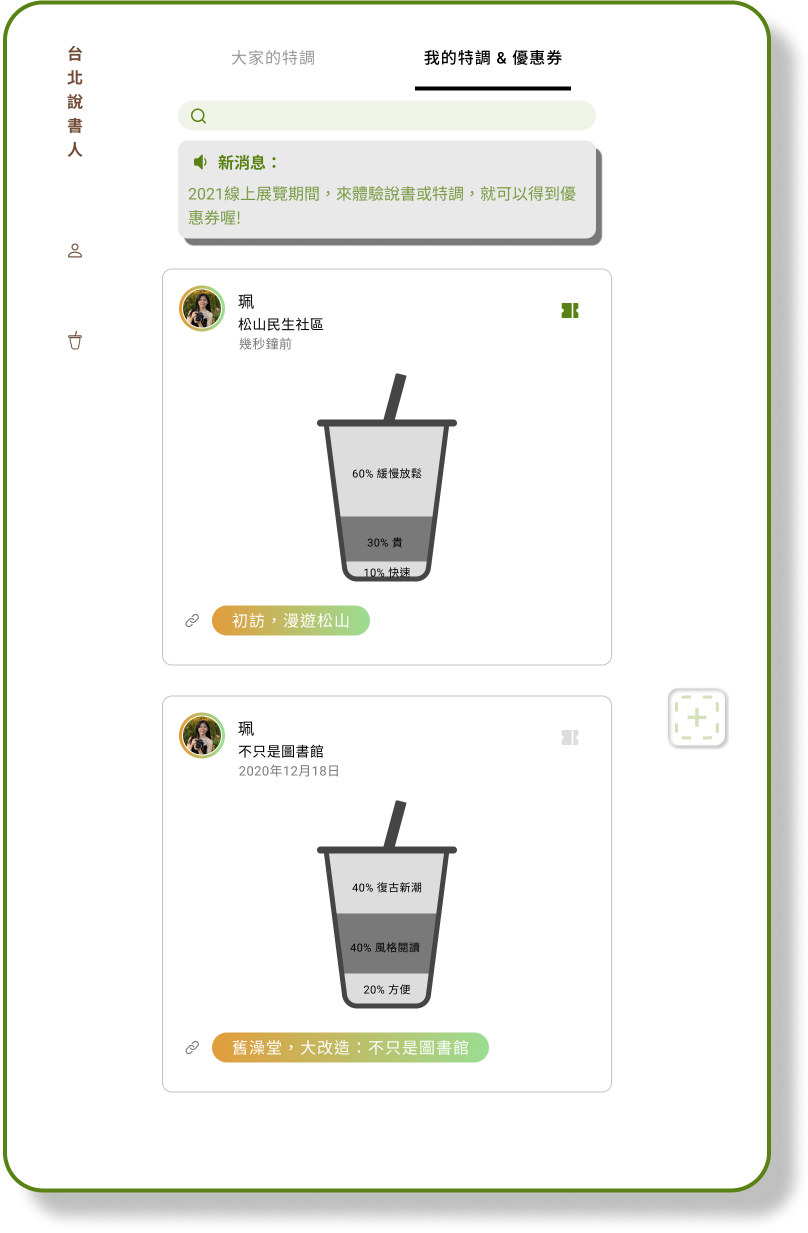 台北說書人
大家的特調
我的特調 & 優惠券
新消息：
2021線上展覽期間，來體驗說書或特調，就可以得到優
惠券喔!
珮
松山民生社區
幾秒鐘前
60% 緩慢放鬆
30% 貴
10% 快速
初訪，漫遊松山
珮
不只是圖書館
2020年12月18日
40% 復古新潮
40% 風格閱讀
20% 方便
舊澡堂，大改造：不只是圖書館